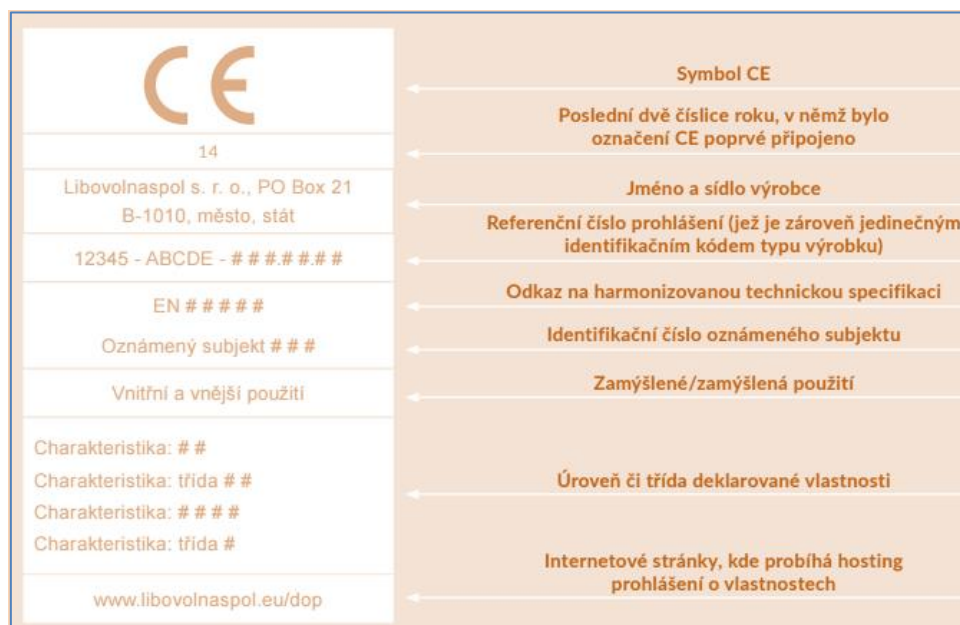 CE
Symbol CE
Poslední dvě číslice roku, v němž bylo
označení CE poprvé připojeno
14
Libovolnaspol s. r. o., PO Box 21
B-1010, město, stát
Jméno a sídlo výrobce
Referenční číslo prohlášení (jež je zároveň jedinečným
identifikačním kódem typu výrobku)
12345 - ABCDE - # # #.# #.# #
EN # # # # #
Odkaz na harmonizovanou technickou specifikaci
Oznámený subjekt # # #
Identifikační číslo oznámeného subjektu
Vnitřní a vnější použití
Zamýšlené/zamýšlená použití
Charakteristika: # #
Charakteristika: třída # #
Charakteristika: # # # #
Charakteristika: třída #
Úroveň či třída deklarované vlastnosti
Internetové stránky, kde probíhá hosting
prohlášení o vlastnostech
www.libovolnaspol.eu/dop